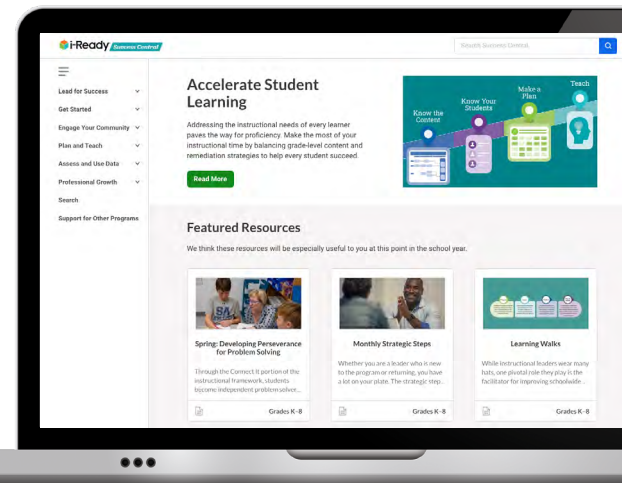 i-Ready Success Central
Search Success Central
Lead for Success
Get Started
Engage Your Community
Plan and Teach
Assess and Use Data
Professional Growth
Search
Support for Other Programs
Accelerate Student
Learning
Addressing the instructional needs of every learner
paves the way for proficiency. Make the most of your
instructional time by balancing grade-level content and
remediation strategies to help every student succeed
Read More
Know the
Content
Know Your
Students
Make a
Plan
Teach
Featured Resources
We think these resources will be especially useful to you at this point in the school year.
Spring: Developing Perseverance
for Problem Solving
Through the Connect It portion of the
instructional framework, students
become independent problem solver...
Grades K–8
Monthly Strategic Steps
Whether you are a leader who is new
to the program or returning, you have
a lot on your plate. The strategic step...
Grades K–8
Learning Walks
While instructional leaders wear many
hats, one pivotal role they play is the
facilitator for improving schoolwide...
Grades K–8